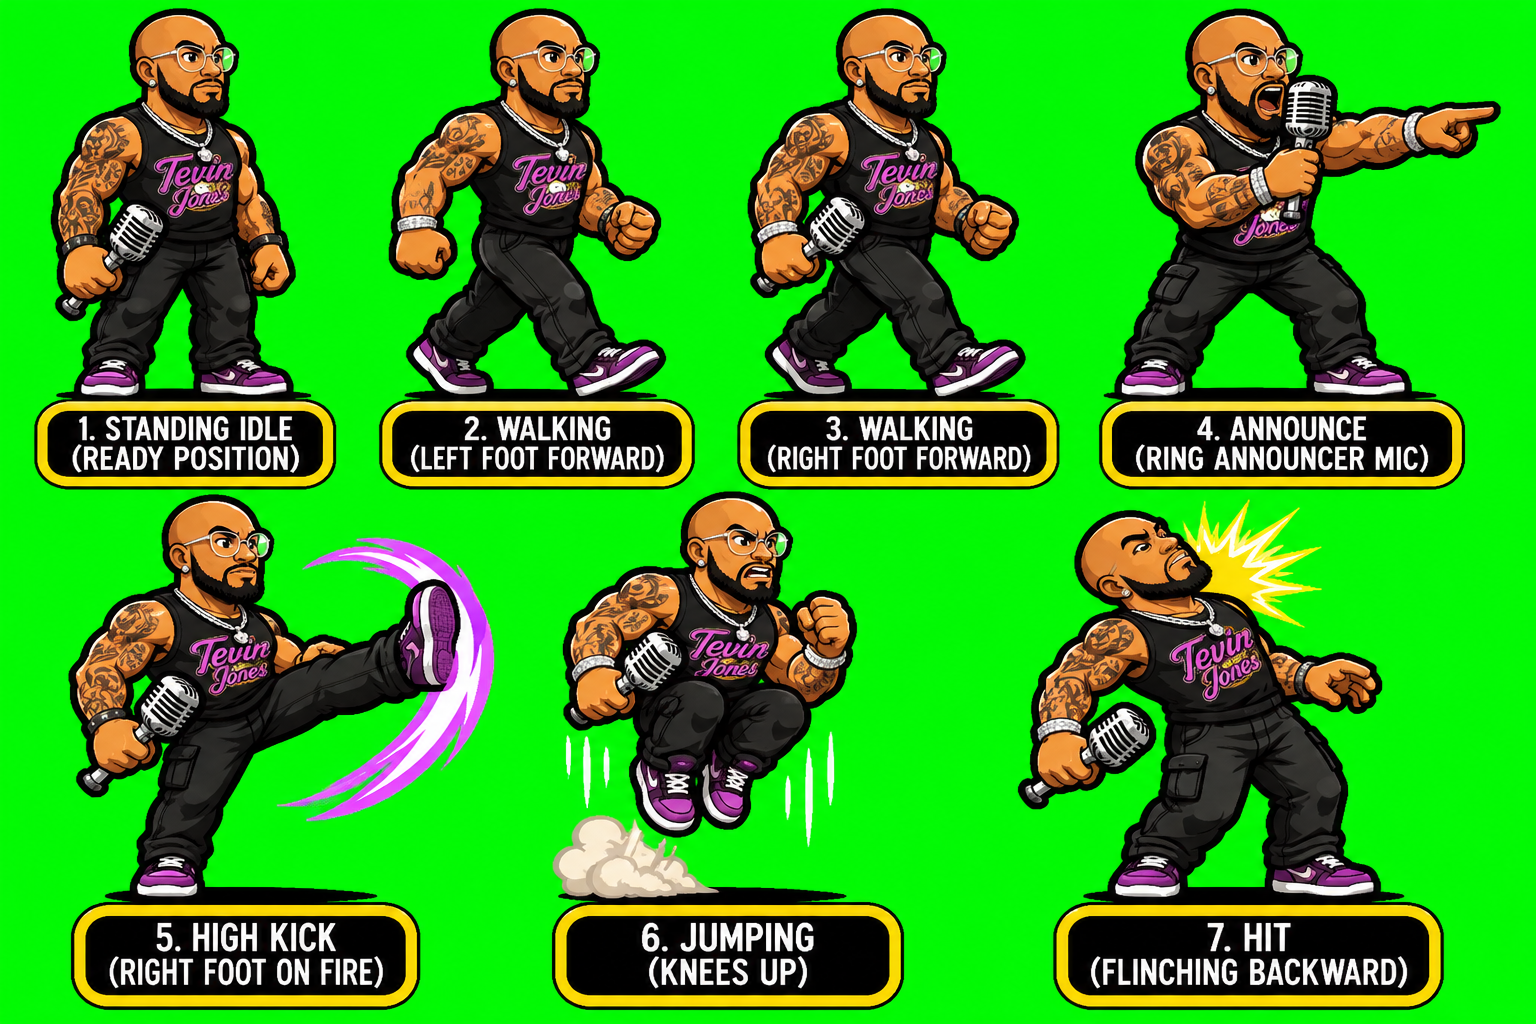 Tevin
Jones
Tevin
Jones
Tevin
Jones
Jones
1. STANDING IDLE
(READY POSITION)
2. WALKING
(LEFT FOOT FORWARD)
3. WALKING
(RIGHT FOOT FORWARD)
4. ANNOUNCE
(RING ANNOUNCER MIC)
Tevin
Jones
Tevin
Jones
Tevin
Jones
5. HIGH KICK
(RIGHT FOOT ON FIRE)
6. JUMPING
(KNEES UP)
7. HIT
(FLINCHING BACKWARD)